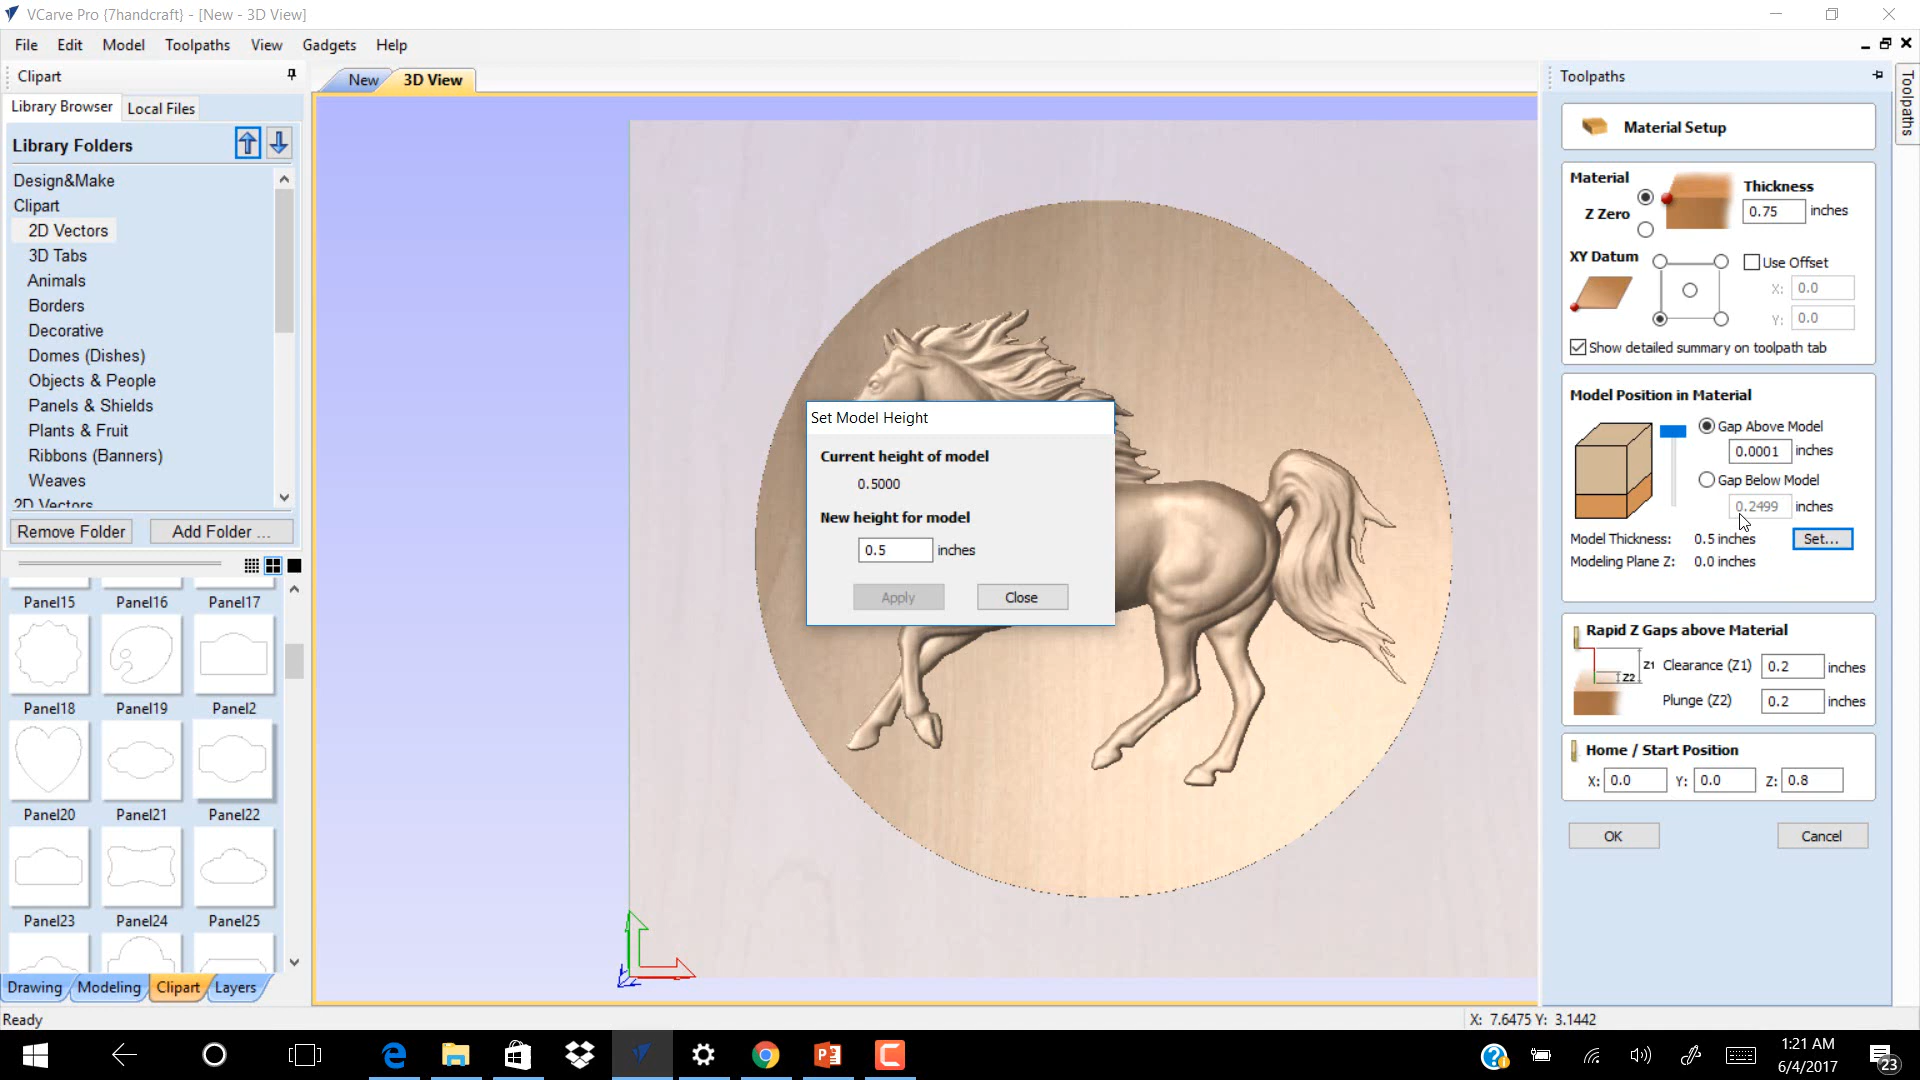 VCarve Pro {7handcraft} - [New - 3D View]
File Edit Model Toolpaths View Gadgets Help
Clipart
Library Browser Local Files
Library Folders
Design&Make
Clipart
2D Vectors
3D Tabs
Animals
Borders
Decorative
Domes (Dishes)
Objects & People
Panels & Shields
Plants & Fruit
Ribbons (Banners)
Weaves
2D Vectors
Remove Folder Add Folder ...
Panel15 Panel16 Panel17
Panel18 Panel19 Panel2
Panel20 Panel21 Panel22
Panel23 Panel24 Panel25
Drawing Modeling Clipart Layers
Ready
New 3D View
Set Model Height
Current height of model
0.5000
New height for model
0.5 inches
Apply Close
Toolpaths
Toolpaths
Material Setup
Material
Z Zero
Thickness
0.75 inches
XY Datum
Use Offset
X: 0.0
Y: 0.0
Show detailed summary on toolpath tab
Model Position in Material
Gap Above Model
0.0001 inches
Gap Below Model
0.2499 inches
Model Thickness: 0.5 inches Set...
Modeling Plane Z: 0.0 inches
Rapid Z Gaps above Material
Z1 Clearance (Z1) 0.2 inches
Z2 Plunge (Z2) 0.2 inches
Home / Start Position
X: 0.0 Y: 0.0 Z: 0.8
OK Cancel
X: 7.6475 Y: 3.1442
1:21 AM
6/4/2017
23